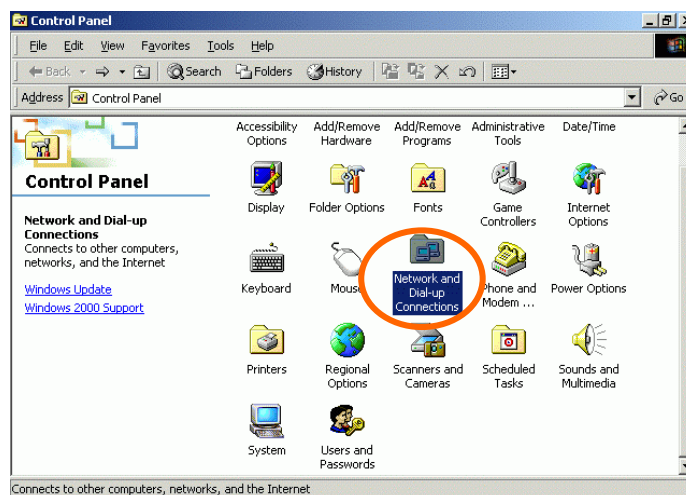 Control Panel
File Edit View Favorites Tools Help
Back Search Folders History
Address Control Panel Go
Accessibility Options
Add/Remove Hardware
Add/Remove Programs
Administrative Tools
Date/Time
Control Panel
Network and Dial-up
Connections
Connects to other computers,
networks, and the Internet
Windows Update
Windows 2000 Support
Display
Folder Options
Fonts
Game
Controllers
Internet
Options
Keyboard
Mouse
Network and
Dial-up
Connections
Phone and
Modem ...
Power Options
Printers
Regional
Options
Scanners and
Cameras
Scheduled
Tasks
Sounds and
Multimedia
System
Users and
Passwords
Connects to other computers, networks, and the Internet